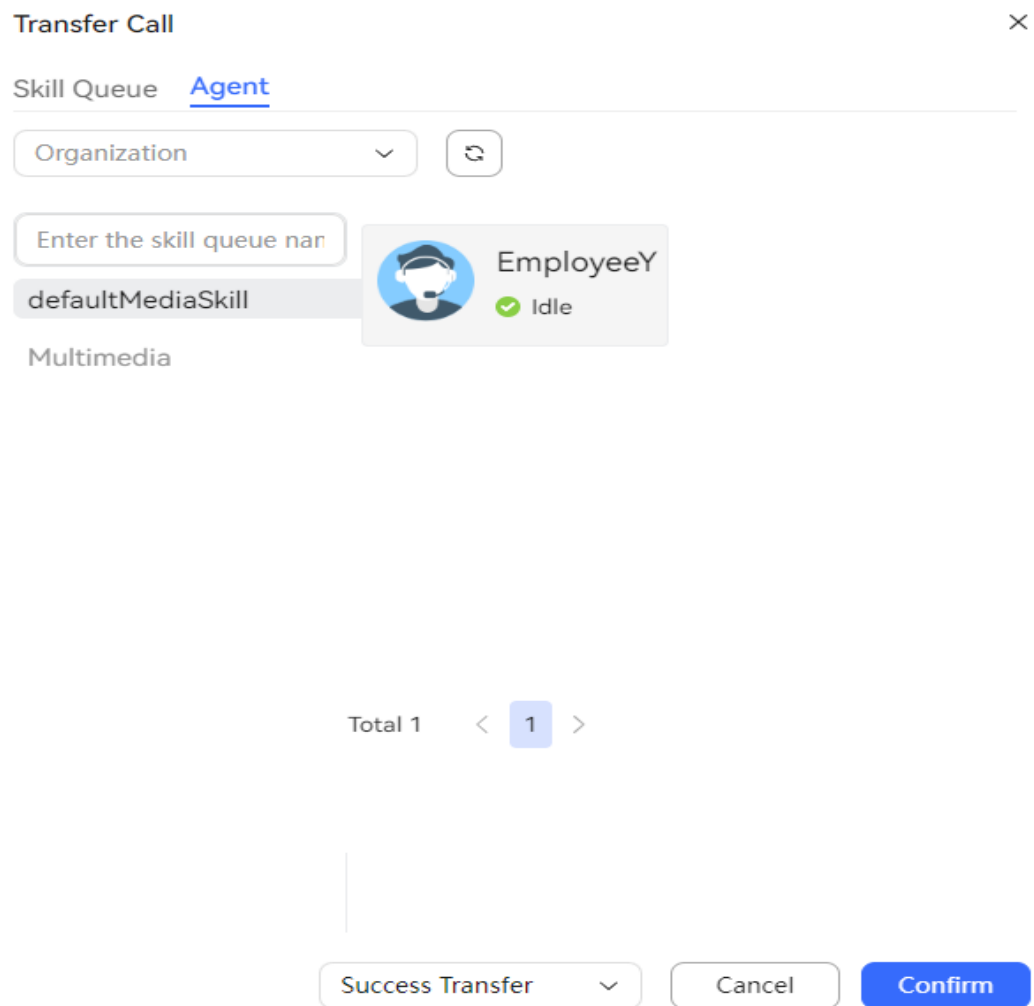 Transfer Call
Skill Queue Agent
Organization
Enter the skill queue nar
EmployeeY
defaultMediaSkill
Idle
Multimedia
Total 1 < 1 >
Success Transfer Cancel Confirm